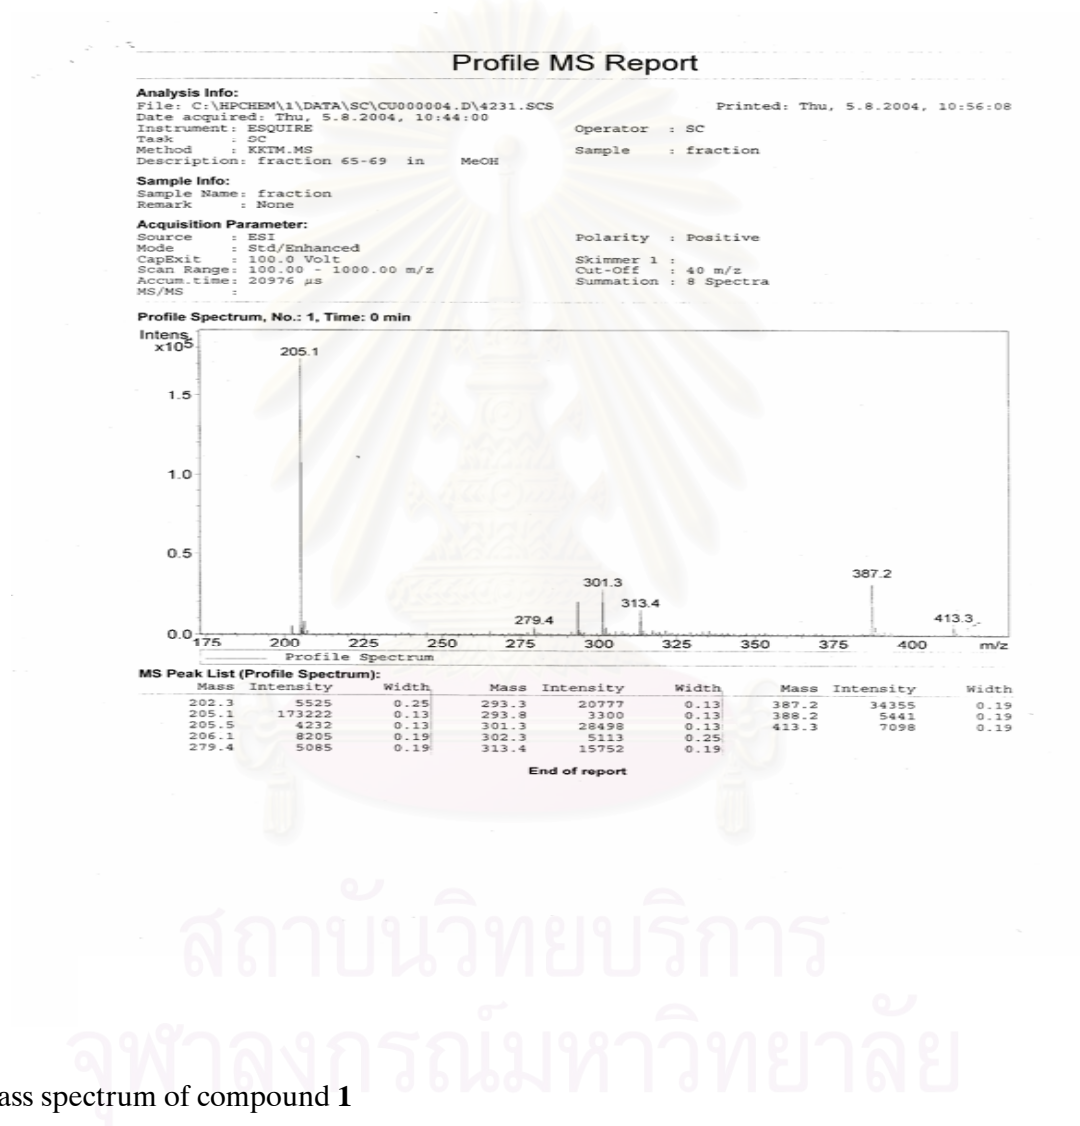 Profile MS Report
Analysis Info:
File: C:\HPCHEM\1\DATA\SC\CU000004.D\4231.SCS Printed: Thu, 5.8.2004, 10:56:08
Date acquired: Thu, 5.8.2004, 10:44:00
Instrument: ESQUIRE Operator : SC
Task : SC
Method : KKTM.MS Sample : fraction
Description: fraction 65-69 in MeOH
Sample Info:
Sample Name: fraction
Remark : None
Acquisition Parameter:
Source : ESI Polarity : Positive
Mode : Std/Enhanced
CapExit : 100.0 Volt Skimmer 1 :
Scan Range: 100.00 - 1000.00 m/z Cut-Off : 40 m/z
Accum.time: 20976 µs Summation : 8 Spectra
MS/MS :
Profile Spectrum, No.: 1, Time: 0 min
Intens.
x10⁵
205.1
1.5
1.0
0.5
387.2
301.3
313.4
279.4
413.3
0.0
175 200 225 250 275 300 325 350 375 400 m/z
Profile Spectrum
MS Peak List (Profile Spectrum):
Mass Intensity Width Mass Intensity Width Mass Intensity Width
202.3 5525 0.25 293.3 20777 0.13 387.2 34355 0.19
205.1 173222 0.13 293.8 3300 0.13 388.2 5441 0.19
205.5 4232 0.13 301.3 28498 0.13 413.3 7098 0.19
206.1 8205 0.19 302.3 5113 0.25
279.4 5085 0.19 313.4 15752 0.19
End of report
สถาบันวิทยบริการ
จุฬาลงกรณ์มหาวิทยาลัย
ass spectrum of compound 1